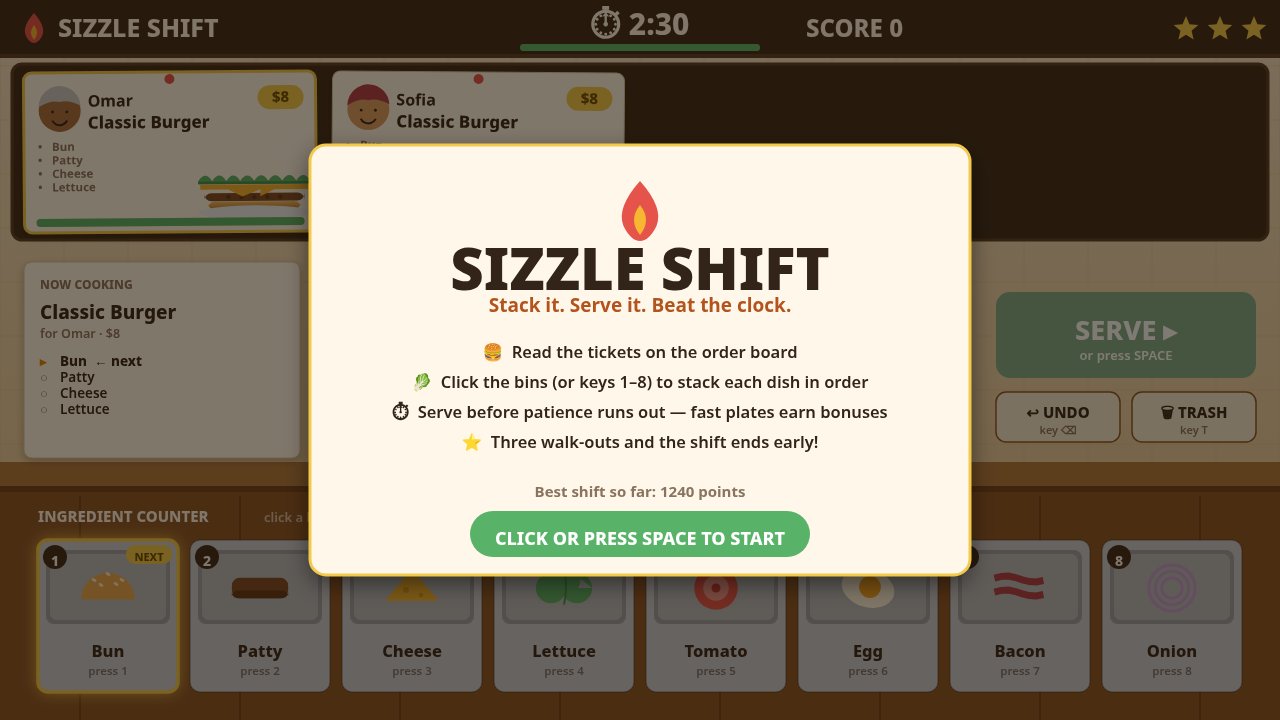 SIZZLE SHIFT
2:30
SCORE 0
Omar
Classic Burger
$8
• Bun
• Patty
• Cheese
• Lettuce
Sofia
Classic Burger
$8
SIZZLE SHIFT
Stack it. Serve it. Beat the clock.
Read the tickets on the order board
Click the bins (or keys 1–8) to stack each dish in order
Serve before patience runs out — fast plates earn bonuses
Three walk-outs and the shift ends early!
Best shift so far: 1240 points
CLICK OR PRESS SPACE TO START
NOW COOKING
Classic Burger
for Omar · $8
▸ Bun ← next
○ Patty
○ Cheese
○ Lettuce
SERVE ▸
or press SPACE
↩ UNDO
key ⌫
🗑 TRASH
key T
INGREDIENT COUNTER
click a
1
NEXT
Bun
press 1
2
Patty
press 2
Cheese
press 3
Lettuce
press 4
Tomato
press 5
Egg
press 6
Bacon
press 7
8
Onion
press 8